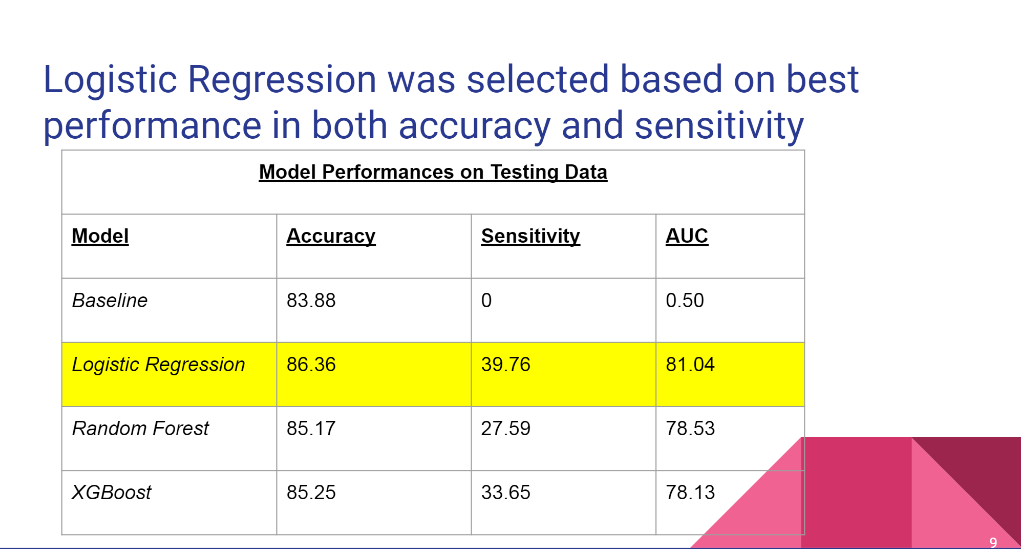 Logistic Regression was selected based on best
performance in both accuracy and sensitivity
Model Performances on Testing Data
Model Accuracy Sensitivity AUC
Baseline 83.88 0 0.50
Logistic Regression 86.36 39.76 81.04
Random Forest 85.17 27.59 78.53
XGBoost 85.25 33.65 78.13
9